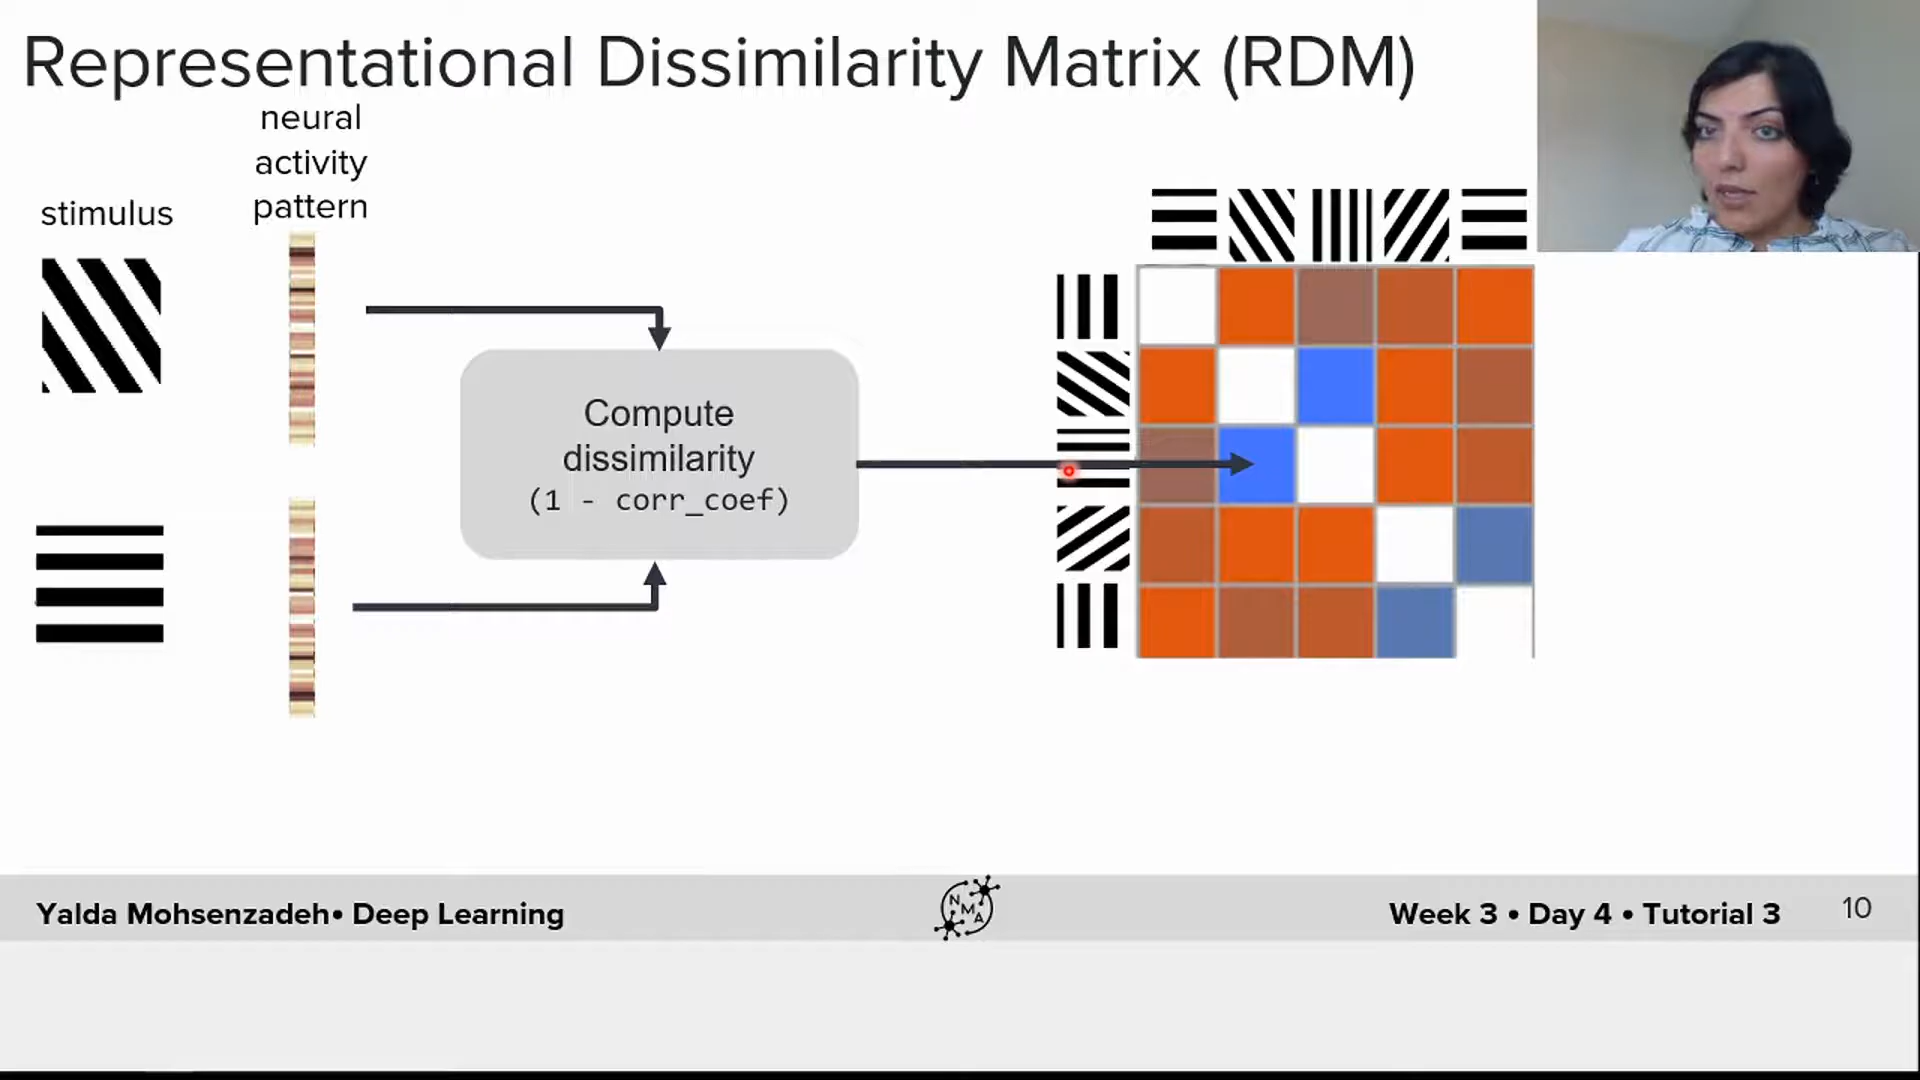 Representational Dissimilarity Matrix (RDM)
neural
activity
pattern
stimulus
Compute
dissimilarity
(1 - corr_coef)
Yalda Mohsenzadeh• Deep Learning
NMA
Week 3 • Day 4 • Tutorial 3
10